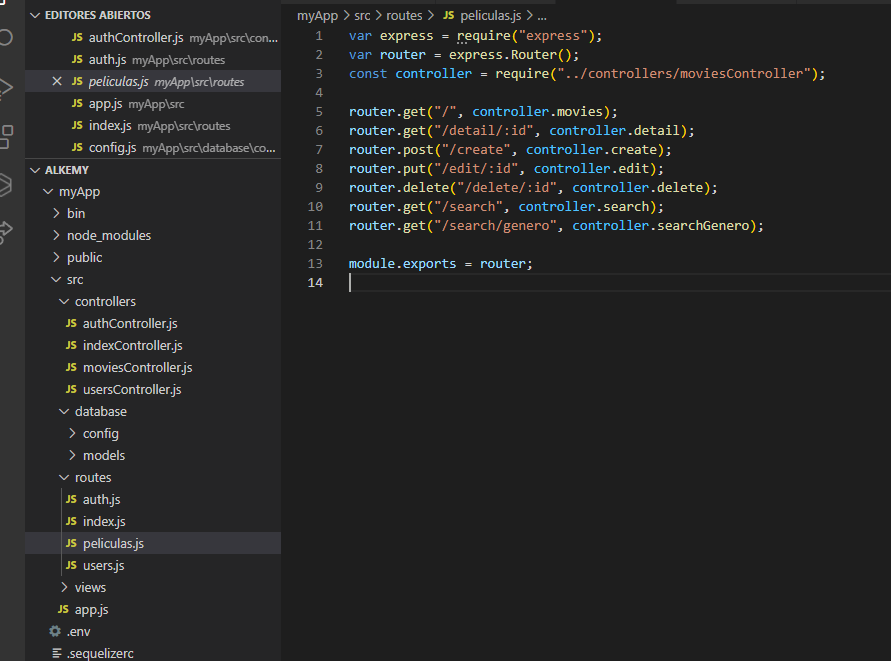 EDITORES ABIERTOS
JS authController.js myApp\src\con...
JS auth.js myApp\src\routes
JS peliculas.js myApp\src\routes
JS app.js myApp\src
JS index.js myApp\src\routes
JS config.js myApp\src\database\co...
ALKEMY
myApp
bin
node_modules
public
src
controllers
JS authController.js
JS indexController.js
JS moviesController.js
JS usersController.js
database
config
models
routes
JS auth.js
JS index.js
JS peliculas.js
JS users.js
views
JS app.js
.env
.sequelizerc
myApp > src > routes > JS peliculas.js > ...
1 var express = require("express");
2 var router = express.Router();
3 const controller = require("../controllers/moviesController");
4
5 router.get("/", controller.movies);
6 router.get("/detail/:id", controller.detail);
7 router.post("/create", controller.create);
8 router.put("/edit/:id", controller.edit);
9 router.delete("/delete/:id", controller.delete);
10 router.get("/search", controller.search);
11 router.get("/search/genero", controller.searchGenero);
12
13 module.exports = router;
14